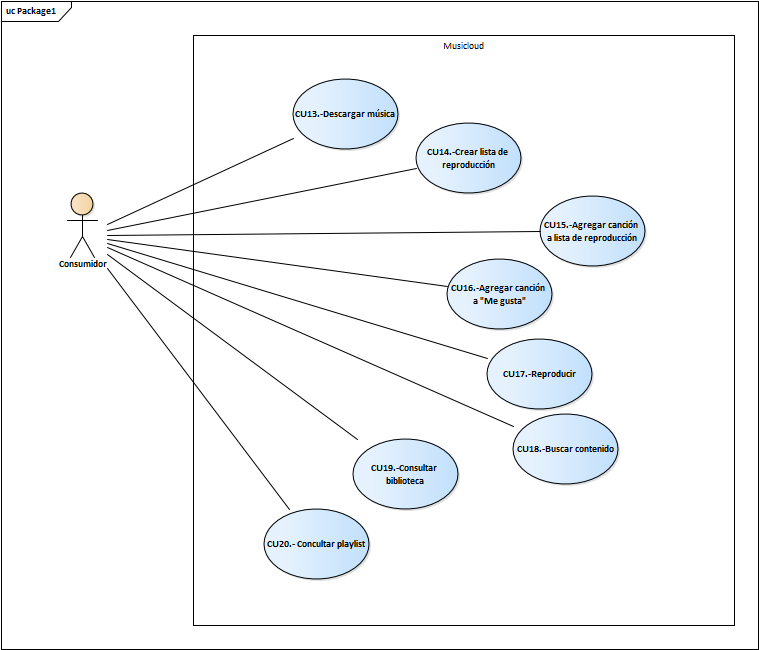 uc Package1
Musicloud
CU13.-Descargar música
CU14.-Crear lista de
reproducción
CU15.-Agregar canción
a lista de reproducción
Consumidor
CU16.-Agregar canción
a "Me gusta"
CU17.-Reproducir
CU18.-Buscar contenido
CU19.-Consultar
biblioteca
CU20.- Concultar playlist